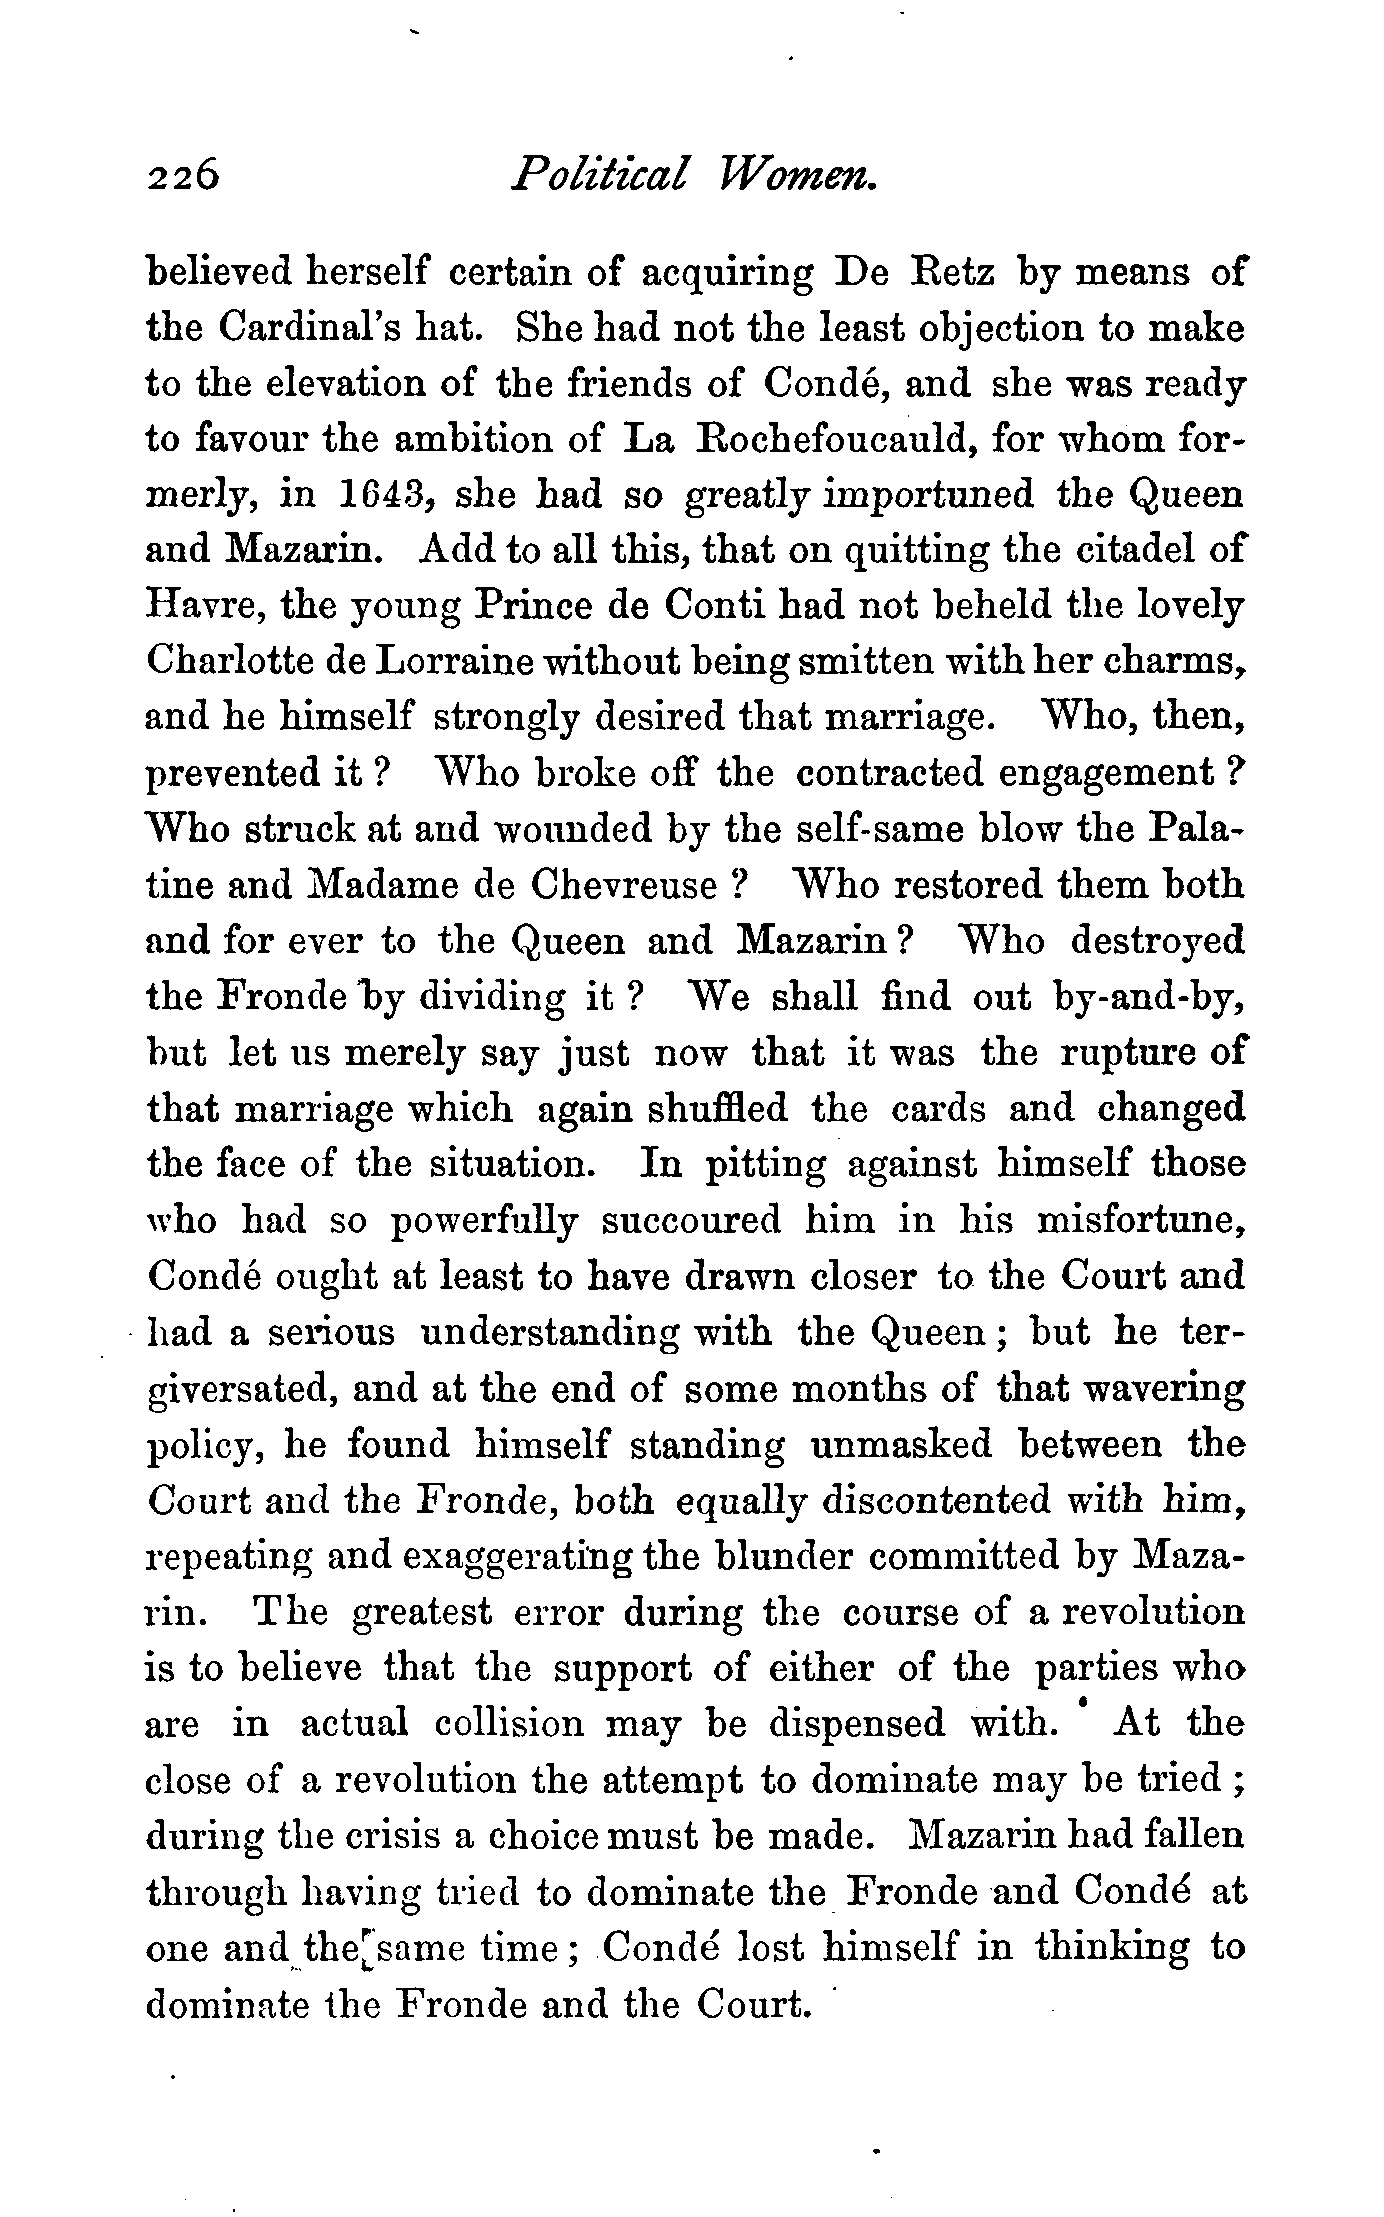 226 Political Women.
believed herself certain of acquiring De Retz by means of
the Cardinal's hat. She had not the least objection to make
to the elevation of the friends of Condé, and she was ready
to favour the ambition of La Rochefoucauld, for whom for-
merly, in 1643, she had so greatly importuned the Queen
and Mazarin. Add to all this, that on quitting the citadel of
Havre, the young Prince de Conti had not beheld the lovely
Charlotte de Lorraine without being smitten with her charms,
and he himself strongly desired that marriage. Who, then,
prevented it ? Who broke off the contracted engagement ?
Who struck at and wounded by the self-same blow the Pala-
tine and Madame de Chevreuse ? Who restored them both
and for ever to the Queen and Mazarin ? Who destroyed
the Fronde by dividing it ? We shall find out by-and-by,
but let us merely say just now that it was the rupture of
that marriage which again shuffled the cards and changed
the face of the situation. In pitting against himself those
who had so powerfully succoured him in his misfortune,
Condé ought at least to have drawn closer to the Court and
had a serious understanding with the Queen ; but he ter-
giversated, and at the end of some months of that wavering
policy, he found himself standing unmasked between the
Court and the Fronde, both equally discontented with him,
repeating and exaggerating the blunder committed by Maza-
rin. The greatest error during the course of a revolution
is to believe that the support of either of the parties who
are in actual collision may be dispensed with. At the
close of a revolution the attempt to dominate may be tried ;
during the crisis a choice must be made. Mazarin had fallen
through having tried to dominate the Fronde and Condé at
one and the same time ; Condé lost himself in thinking to
dominate the Fronde and the Court.